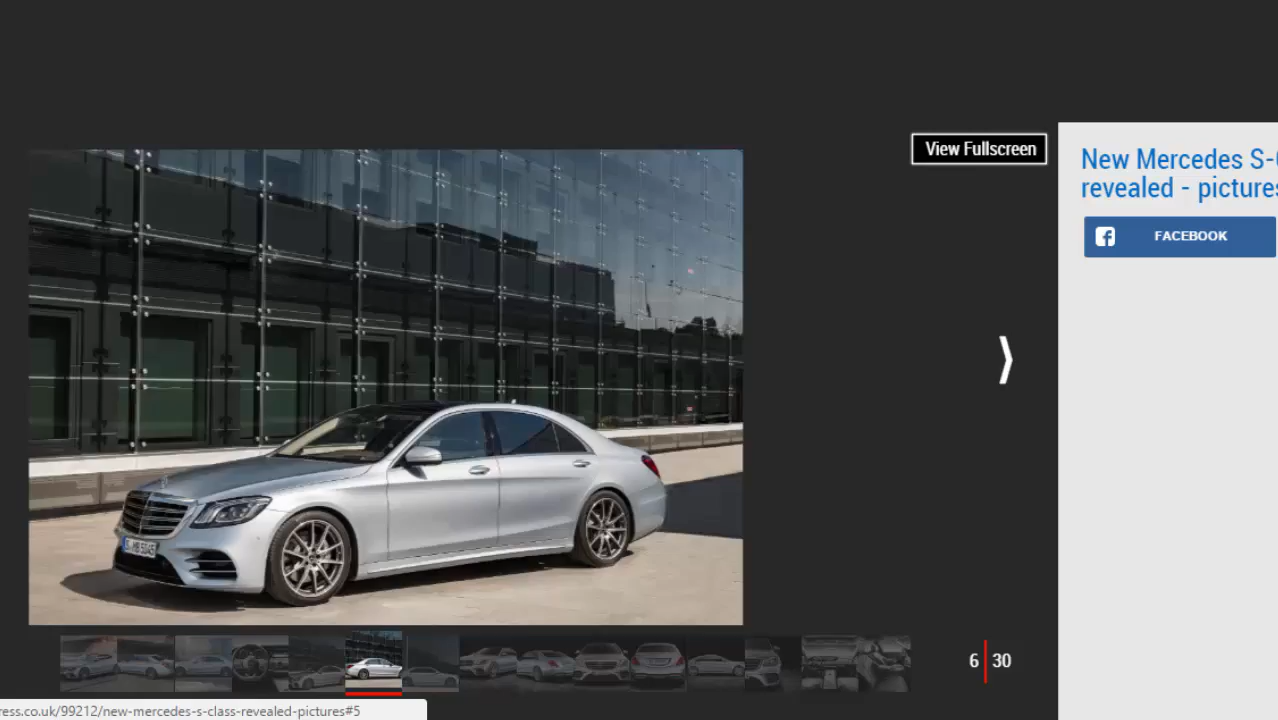 View Fullscreen
New Mercedes S-
revealed - pictures
FACEBOOK
6 30
ress.co.uk/99212/new-mercedes-s-class-revealed-pictures#5